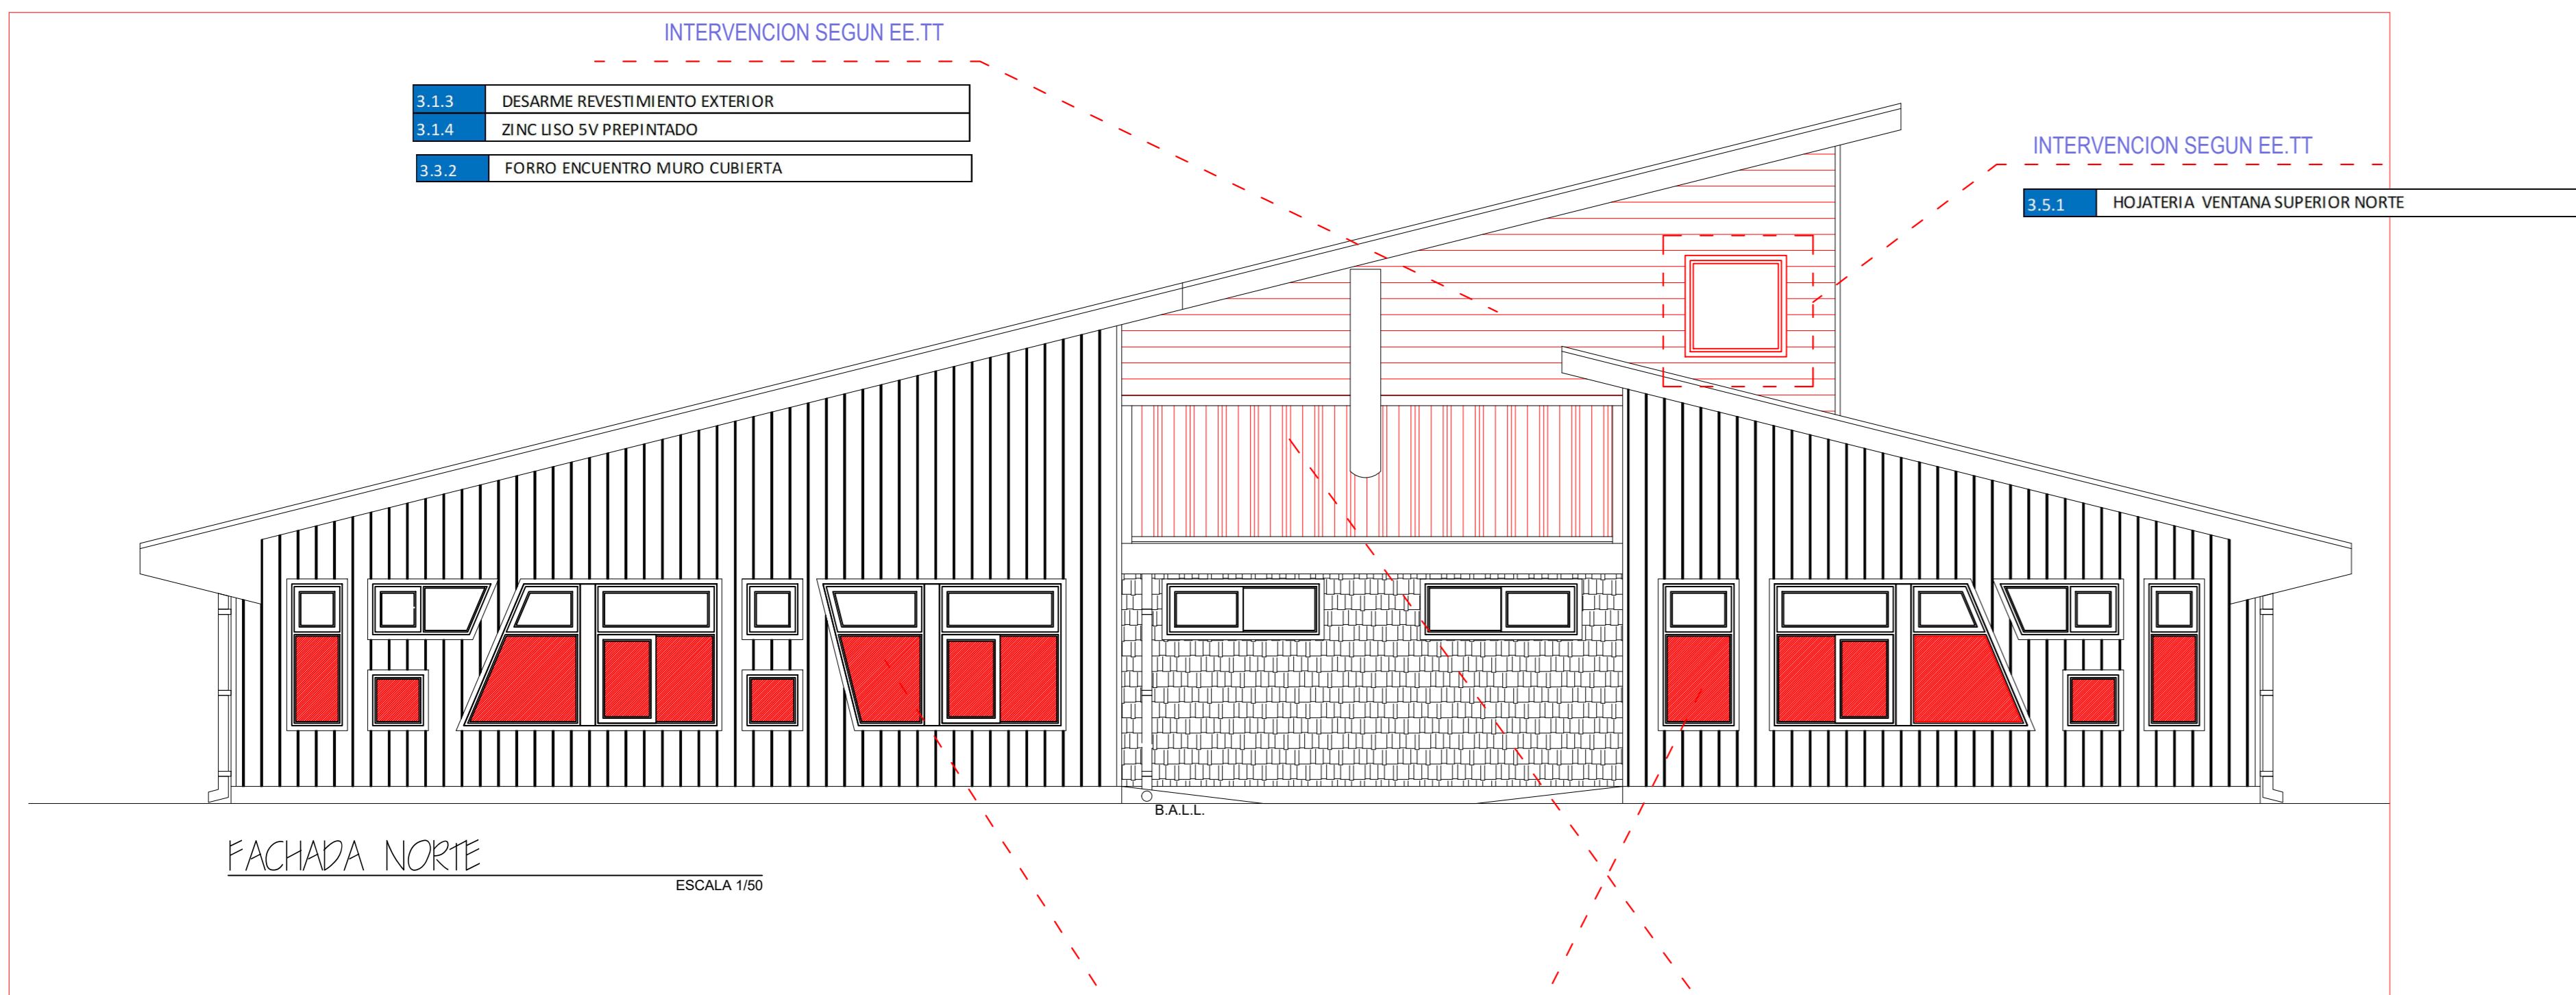 INTERVENCION SEGUN EE.TT
3.1.3 DESARME REVESTIMIENTO EXTERIOR
3.1.4 ZINC LISO 5V PREPINTADO
3.3.2 FORRO ENCUENTRO MURO CUBIERTA
INTERVENCION SEGUN EE.TT
3.5.1 HOJATERIA VENTANA SUPERIOR NORTE
B.A.L.L.
FACHADA NORTE
ESCALA 1/50